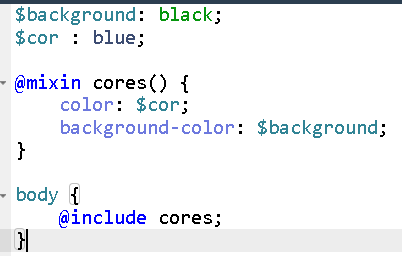 $background: black;
$cor : blue;
@mixin cores() {
color: $cor;
background-color: $background;
}
body {
@include cores;
}